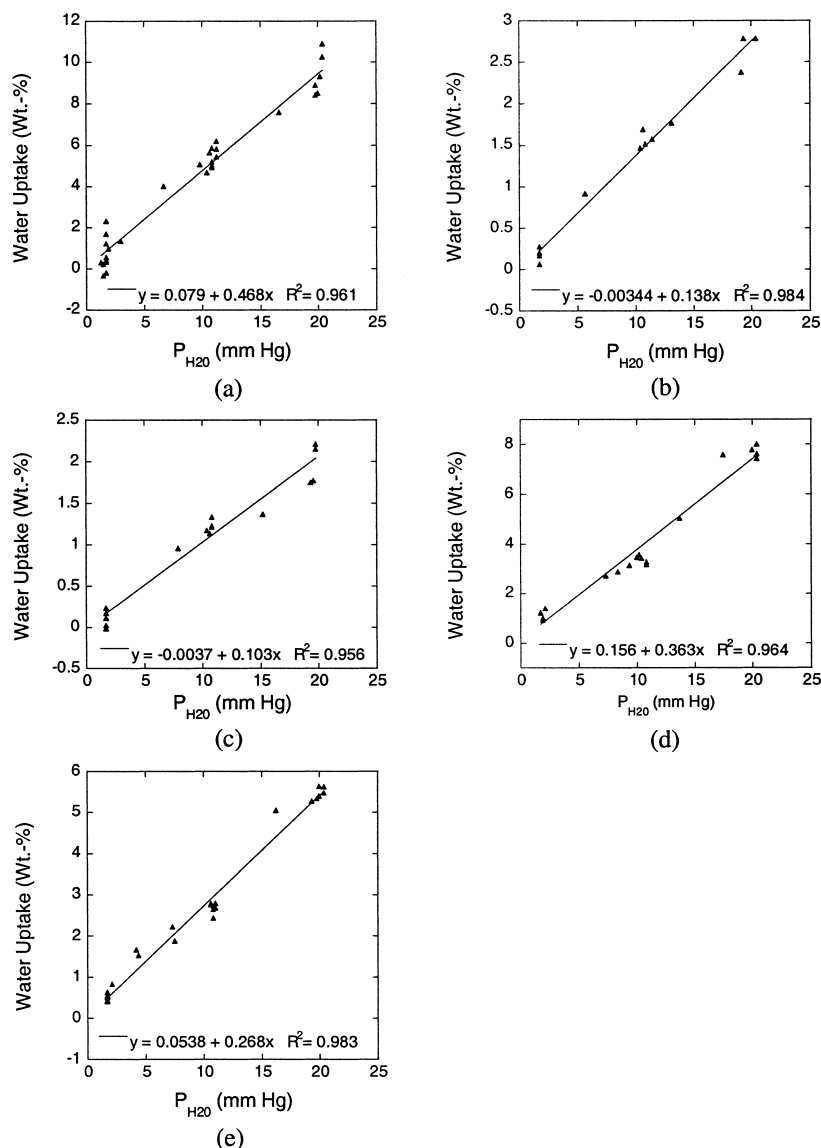 12
10
8
6
4
2
0
-2
Water Uptake (Wt.-%)
y = 0.079 + 0.468x R2= 0.961
0 5 10 15 20 25
PH20 (mm Hg)
(a)
3
2.5
2
1.5
1
0.5
0
-0.5
Water Uptake (Wt.-%)
y = -0.00344 + 0.138x R2= 0.984
0 5 10 15 20 25
PH20 (mm Hg)
(b)
2.5
2
1.5
1
0.5
0
-0.5
Water Uptake (Wt.-%)
y = -0.0037 + 0.103x R2= 0.956
0 5 10 15 20 25
PH20 (mm Hg)
(c)
8
6
4
2
0
Water Uptake (Wt.-%)
y = 0.156 + 0.363x R2= 0.964
0 5 10 15 20 25
PH20 (mm Hg)
(d)
6
5
4
3
2
1
0
-1
Water Uptake (Wt.-%)
y = 0.0538 + 0.268x R2= 0.983
0 5 10 15 20 25
PH20 (mm Hg)
(e)